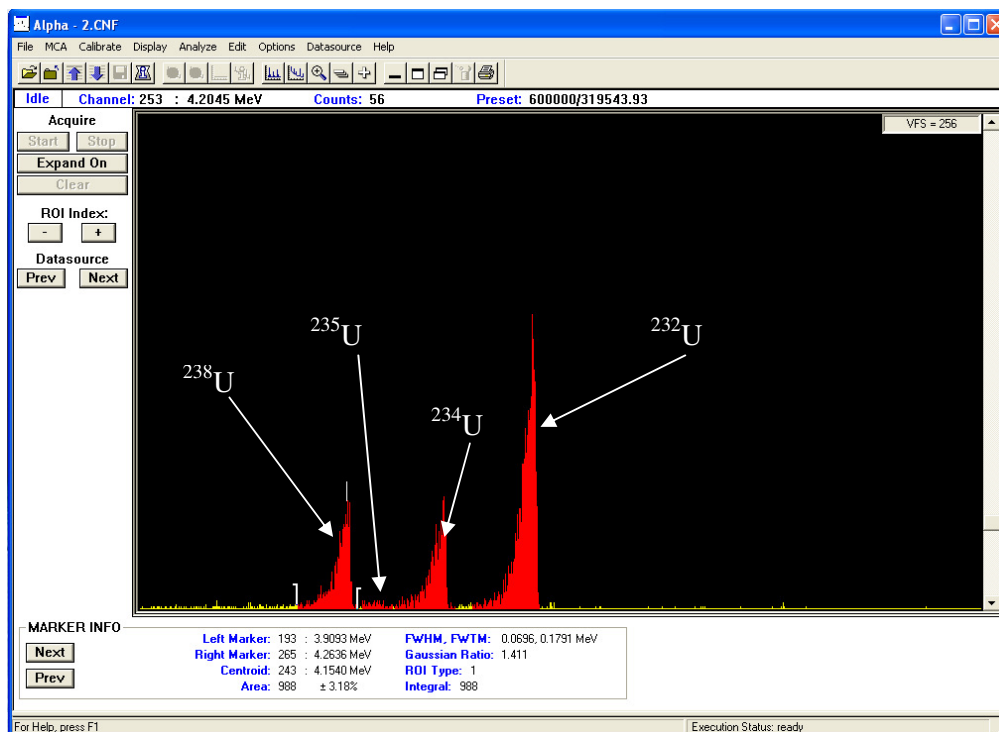 Alpha - 2.CNF
File MCA Calibrate Display Analyze Edit Options Datasource Help
Idle Channel: 253 : 4.2045 MeV Counts: 56 Preset: 600000/319543.93
Acquire
Start Stop
Expand On
Clear
ROI Index:
- +
Datasource
Prev Next
VFS = 256
²³⁵U
²³²U
²³⁸U
²³⁴U
MARKER INFO
Next
Prev
Left Marker: 193 : 3.9093 MeV FWHM, FWTM: 0.0696, 0.1791 MeV
Right Marker: 265 : 4.2636 MeV Gaussian Ratio: 1.411
Centroid: 243 : 4.1540 MeV ROI Type: 1
Area: 988 ± 3.18% Integral: 988
For Help, press F1 Execution Status: ready